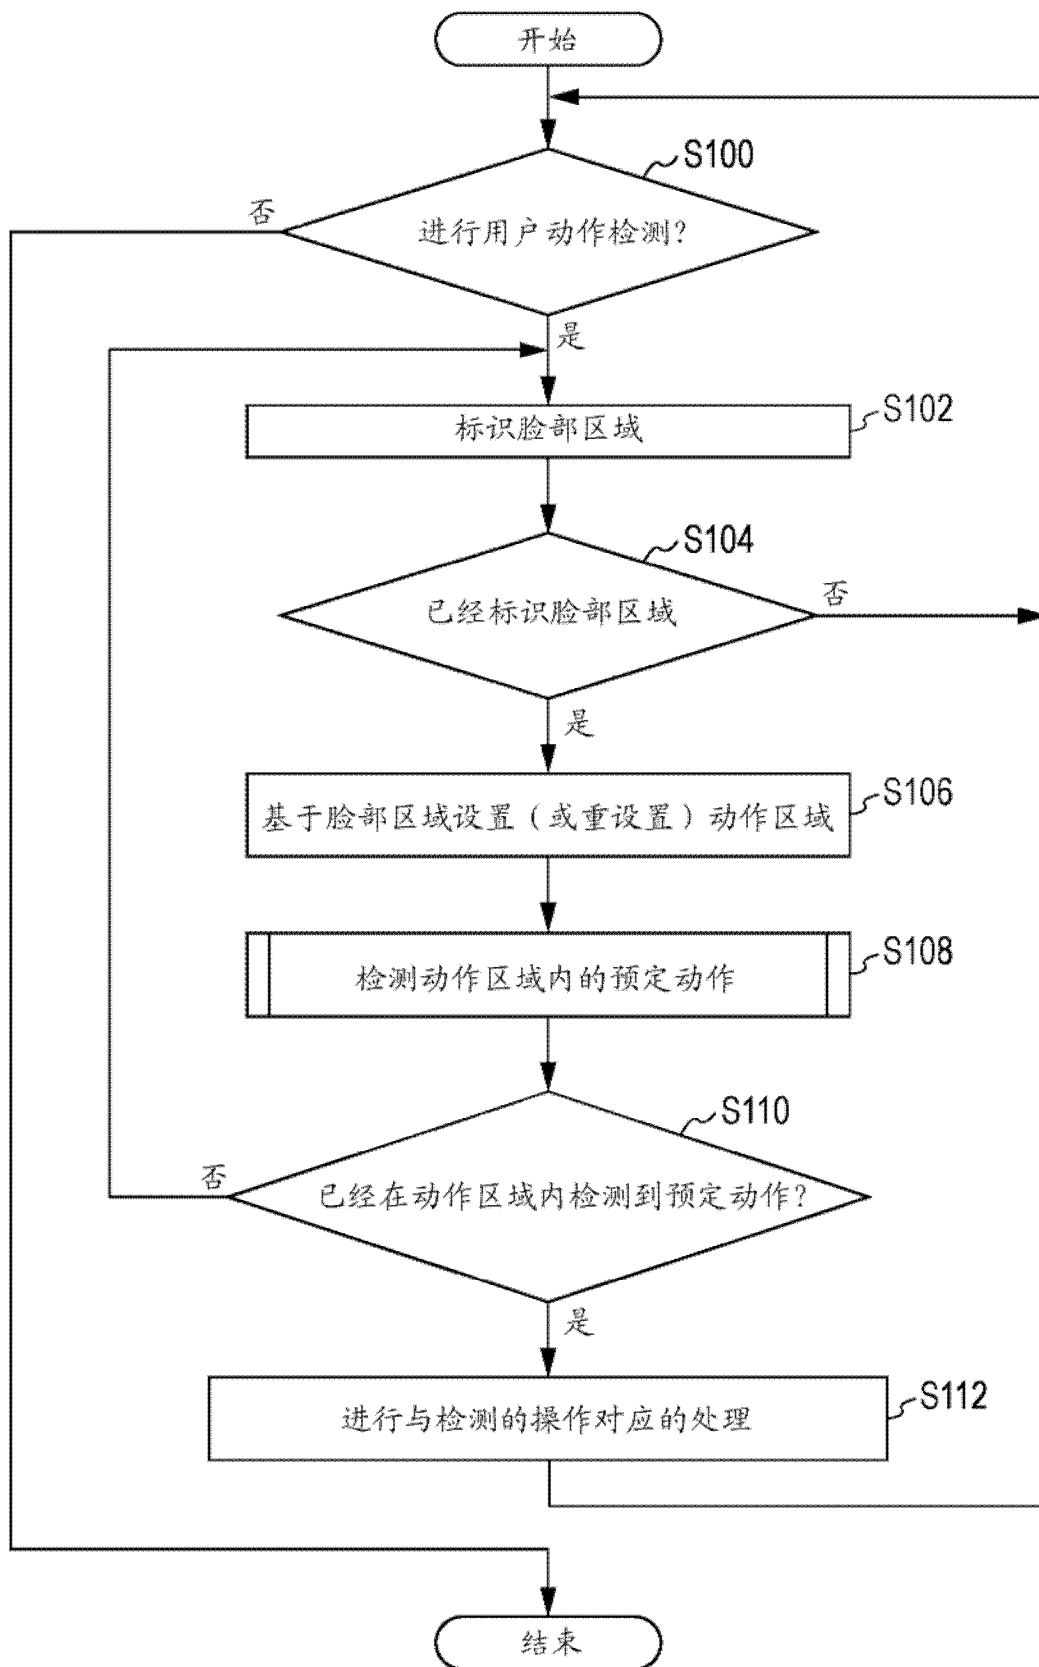 开始
S100
否
进行用户动作检测?
是
标识脸部区域
S102
S104
已经标识脸部区域
否
是
基于脸部区域设置(或重设置)动作区域
S106
检测动作区域内的预定动作
S108
S110
否
已经在动作区域内检测到预定动作?
是
进行与检测的操作对应的处理
S112
结束